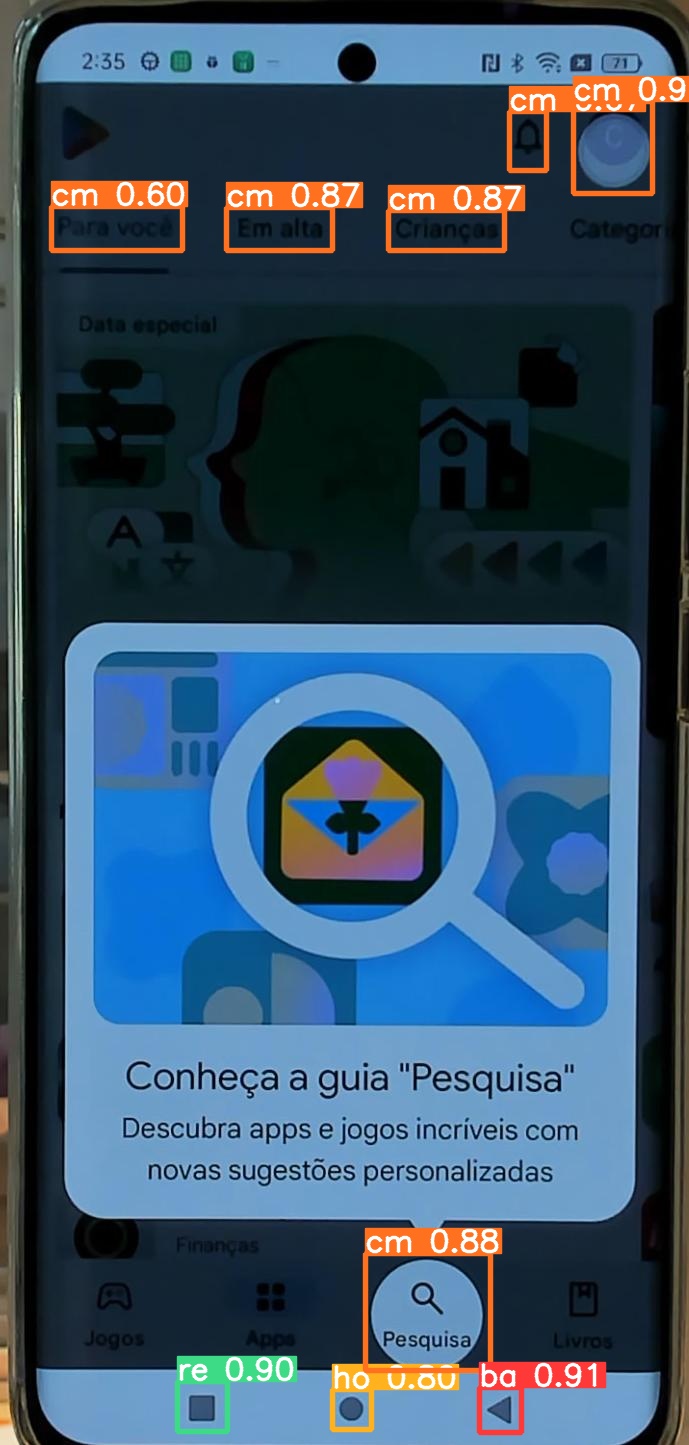 2:35
71
cm cm 0.9
C
cm 0.60 cm 0.87 cm 0.87
Para você Em alta Crianças Categori
Data especial
A 文
Conheça a guia "Pesquisa"
Descubra apps e jogos incríveis com
novas sugestões personalizadas
Finanças
cm 0.88
Jogos Apps Pesquisa Livros
re 0.90 ho 0.80 ba 0.91